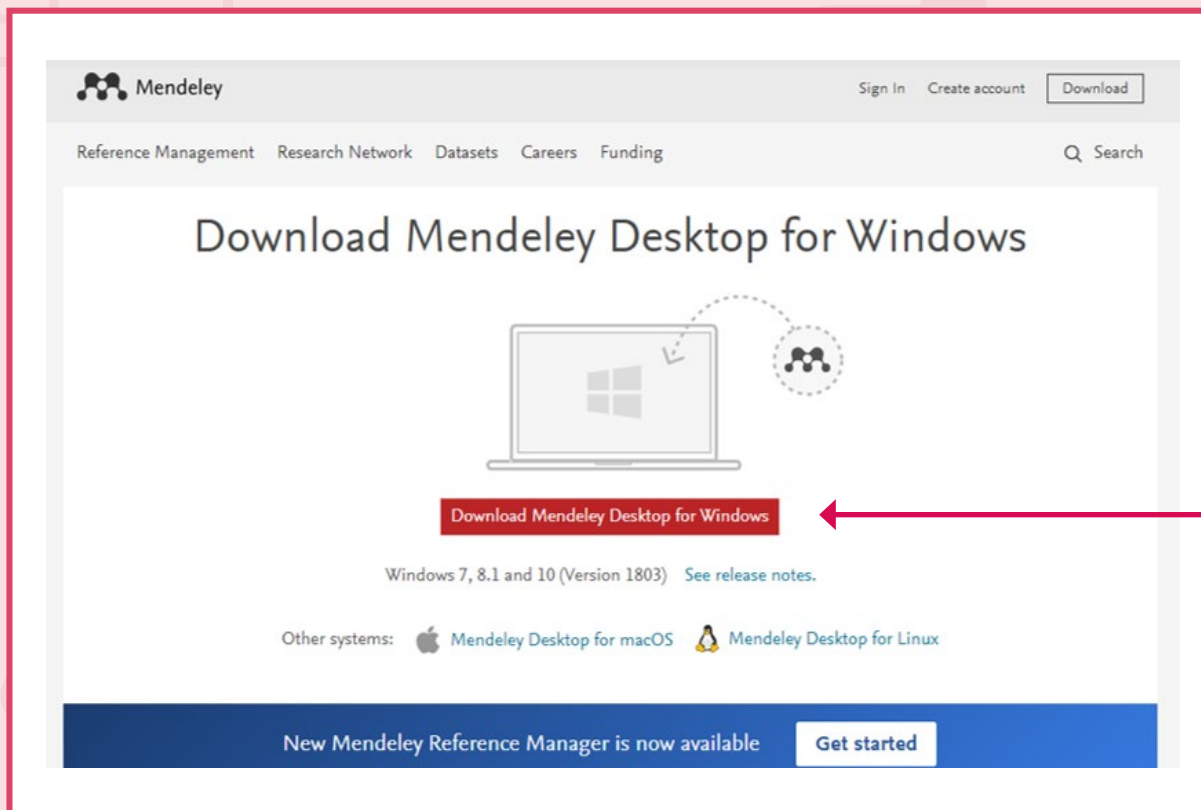 Mendeley Sign In Create account Download
Reference Management Research Network Datasets Careers Funding Search
Download Mendeley Desktop for Windows
Download Mendeley Desktop for Windows
Windows 7, 8.1 and 10 (Version 1803) See release notes.
Other systems: Mendeley Desktop for macOS Mendeley Desktop for Linux
New Mendeley Reference Manager is now available Get started